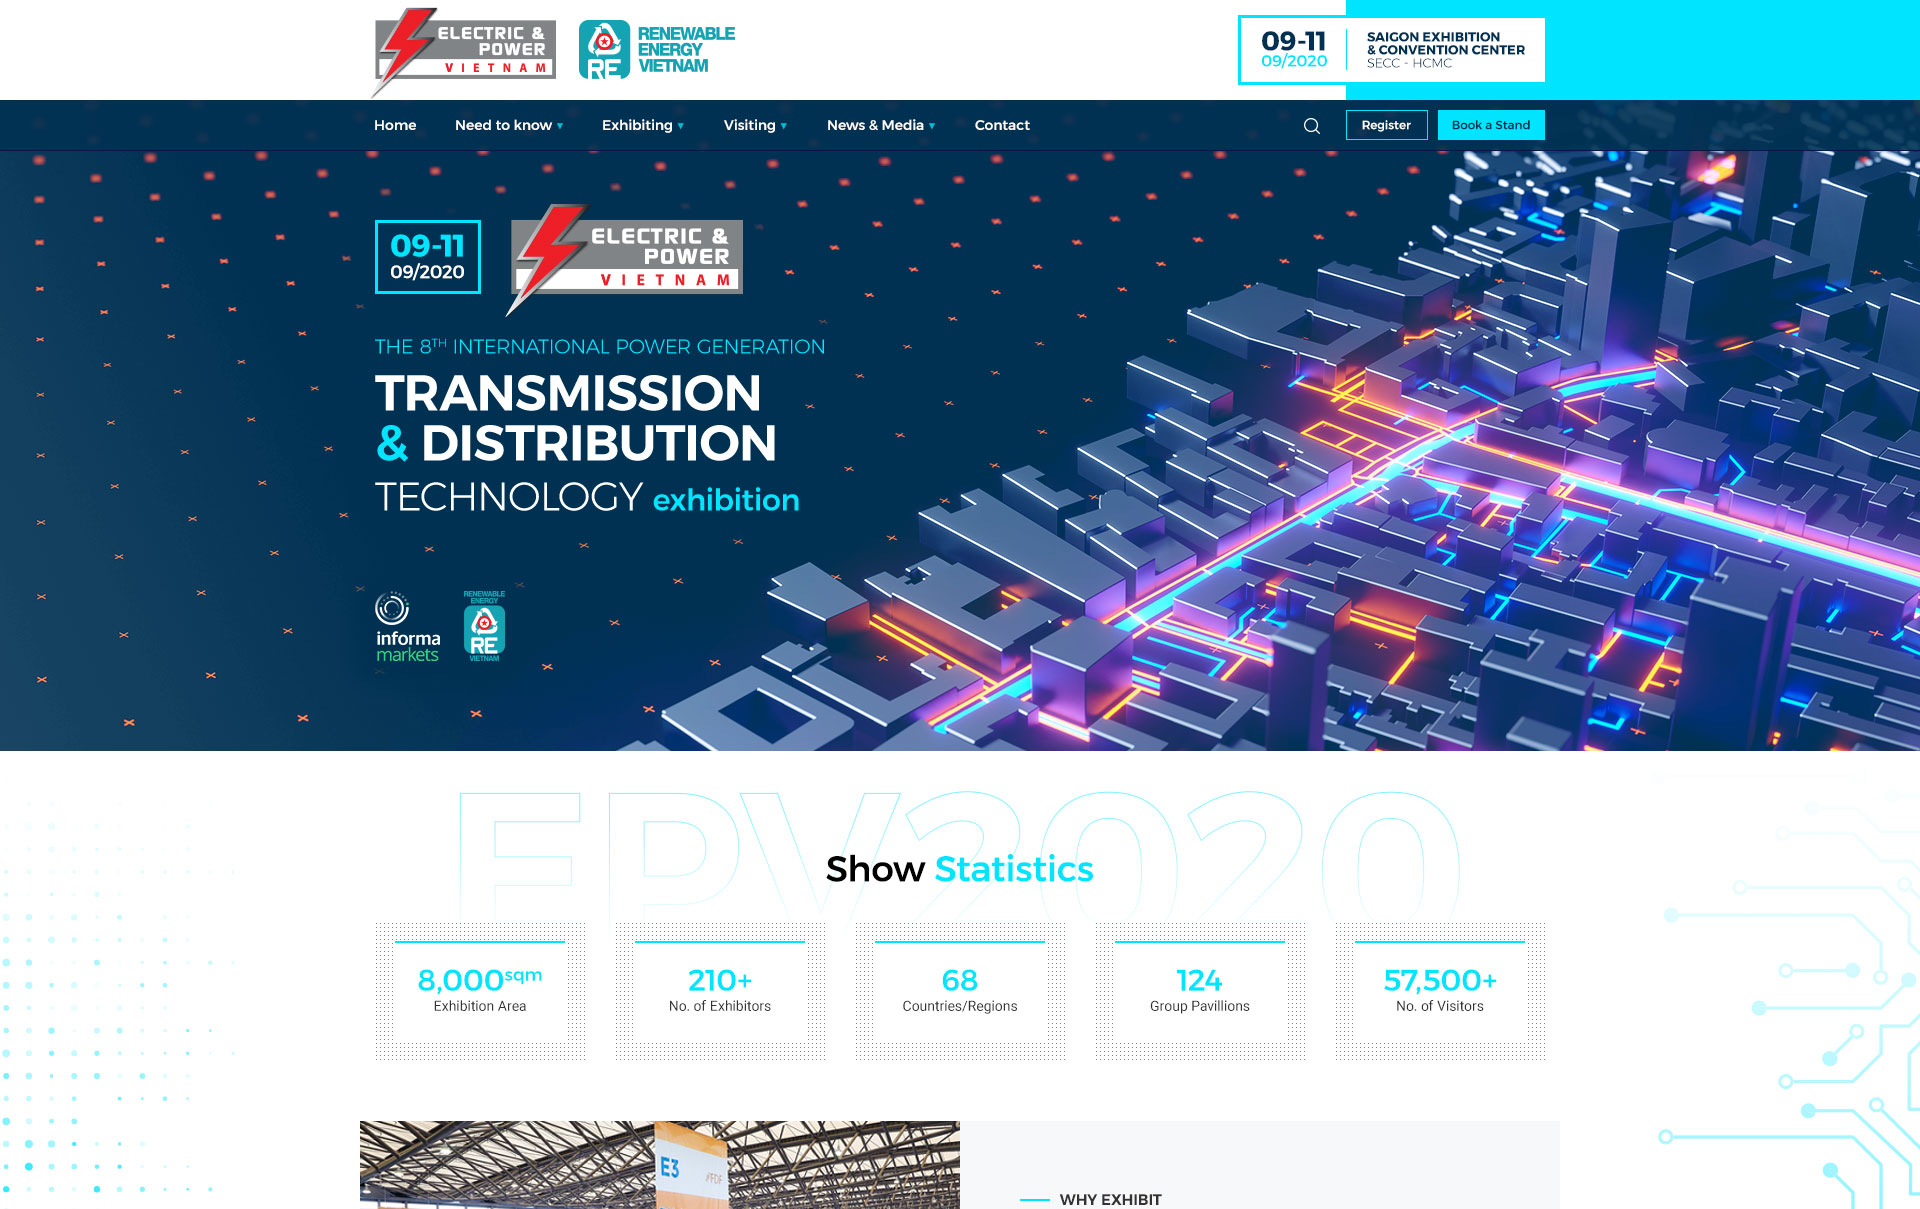 ELECTRIC &
POWER
VIETNAM
RE
RENEWABLE
ENERGY
VIETNAM
09-11
09/2020
SAIGON EXHIBITION
& CONVENTION CENTER
SECC - HCMC
Home
Need to know
Exhibiting
Visiting
News & Media
Contact
Register
Book a Stand
09-11
09/2020
ELECTRIC &
POWER
VIETNAM
THE 8TH INTERNATIONAL POWER GENERATION
TRANSMISSION
& DISTRIBUTION
TECHNOLOGY exhibition
informa
markets
RENEWABLE
ENERGY
RE
VIETNAM
EPV2020
Show Statistics
8,000sqm
Exhibition Area
210+
No. of Exhibitors
68
Countries/Regions
124
Group Pavillions
57,500+
No. of Visitors
E3
#FDF
WHY EXHIBIT